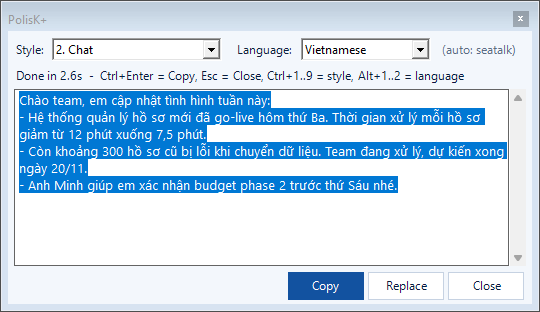 PolisK+
Style: 2. Chat Language: Vietnamese (auto: seatalk)
Done in 2.6s - Ctrl+Enter = Copy, Esc = Close, Ctrl+1..9 = style, Alt+1..2 = language
Chào team, em cập nhật tình hình tuần này:
- Hệ thống quản lý hồ sơ mới đã go-live hôm thứ Ba. Thời gian xử lý mỗi hồ sơ
giảm từ 12 phút xuống 7,5 phút.
- Còn khoảng 300 hồ sơ cũ bị lỗi khi chuyển dữ liệu. Team đang xử lý, dự kiến xong
ngày 20/11.
- Anh Minh giúp em xác nhận budget phase 2 trước thứ Sáu nhé.
Copy Replace Close